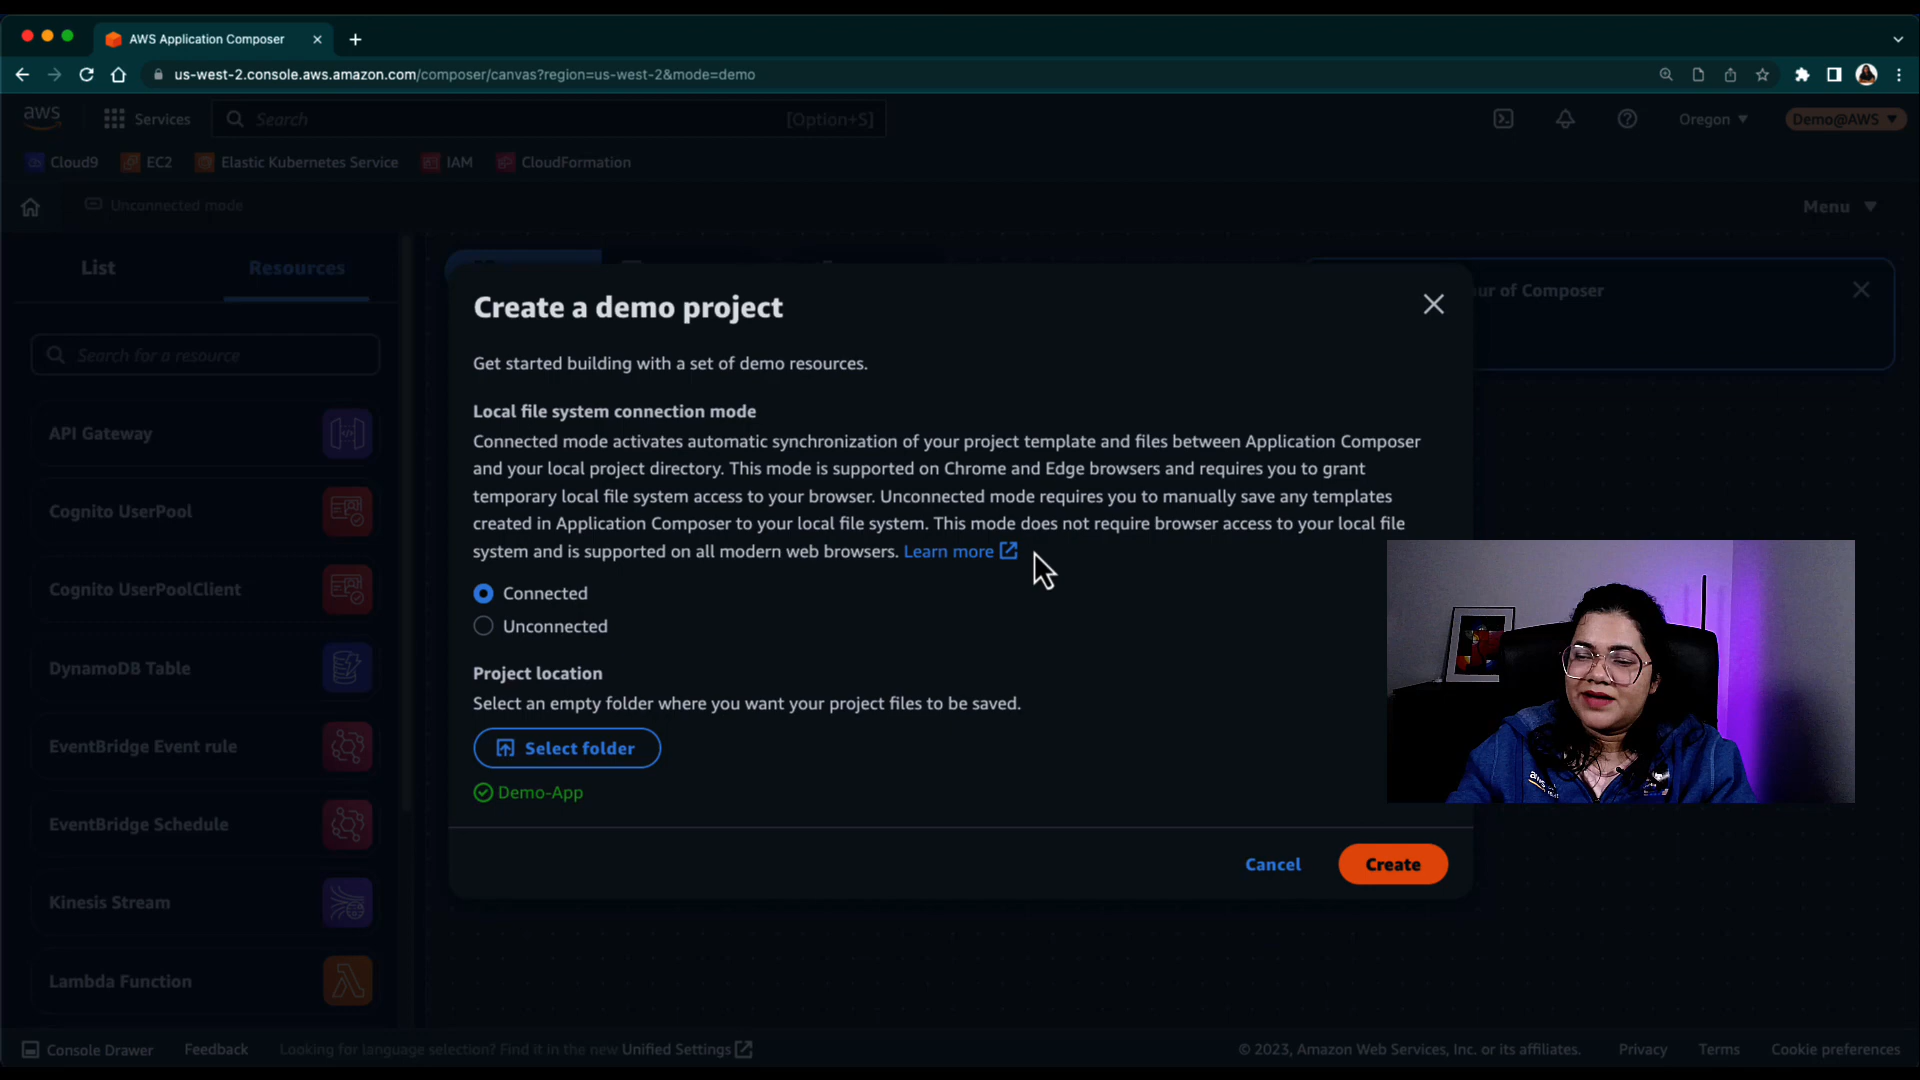 AWS Application Composer
us-west-2.console.aws.amazon.com/composer/canvas?region=us-west-2&mode=demo
aws
Services
Search
[Option+S]
Oregon
Demo@AWS
Cloud9
EC2
Elastic Kubernetes Service
IAM
CloudFormation
Unconnected mode
Menu
List
Resources
Search for a resource
API Gateway
Cognito UserPool
Cognito UserPoolClient
DynamoDB Table
EventBridge Event rule
EventBridge Schedule
Kinesis Stream
Lambda Function
of Composer
Create a demo project
Get started building with a set of demo resources.
Local file system connection mode
Connected mode activates automatic synchronization of your project template and files between Application Composer
and your local project directory. This mode is supported on Chrome and Edge browsers and requires you to grant
temporary local file system access to your browser. Unconnected mode requires you to manually save any templates
created in Application Composer to your local file system. This mode does not require browser access to your local file
system and is supported on all modern web browsers. Learn more
Connected
Unconnected
Project location
Select an empty folder where you want your project files to be saved.
Select folder
Demo-App
Cancel
Create
Console Drawer
Feedback
Looking for language selection? Find it in the new Unified Settings
© 2023, Amazon Web Services, Inc. or its affiliates.
Privacy
Terms
Cookie preferences